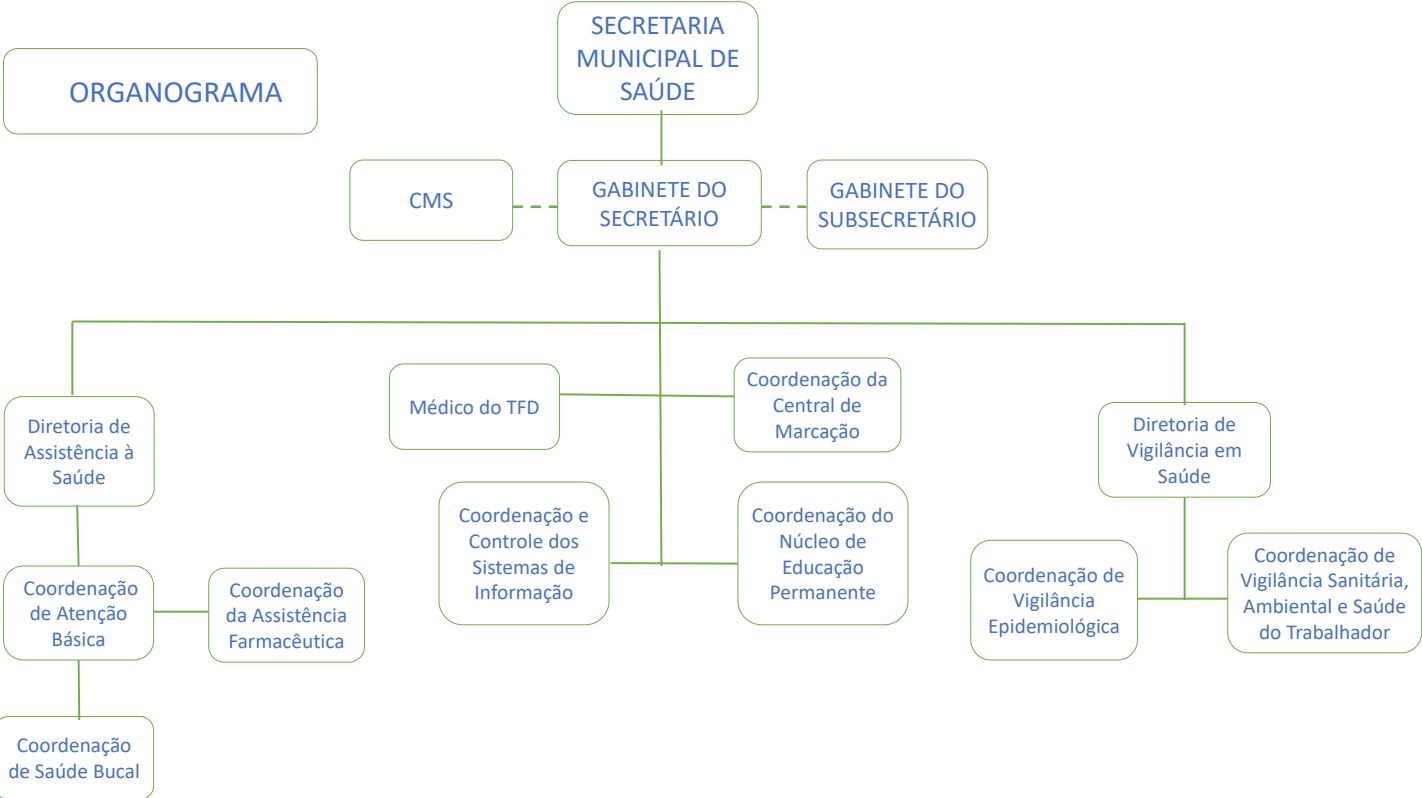 ORGANOGRAMA
SECRETARIA
MUNICIPAL DE
SAÚDE
CMS
GABINETE DO
SECRETÁRIO
GABINETE DO
SUBSECRETÁRIO
Médico do TFD
Coordenação da
Central de
Marcação
Diretoria de
Assistência à
Saúde
Diretoria de
Vigilância em
Saúde
Coordenação e
Controle dos
Sistemas de
Informação
Coordenação do
Núcleo de
Educação
Permanente
Coordenação
de Atenção
Básica
Coordenação
da Assistência
Farmacêutica
Coordenação de
Vigilância
Epidemiológica
Coordenação de
Vigilância Sanitária,
Ambiental e Saúde
do Trabalhador
Coordenação
de Saúde Bucal